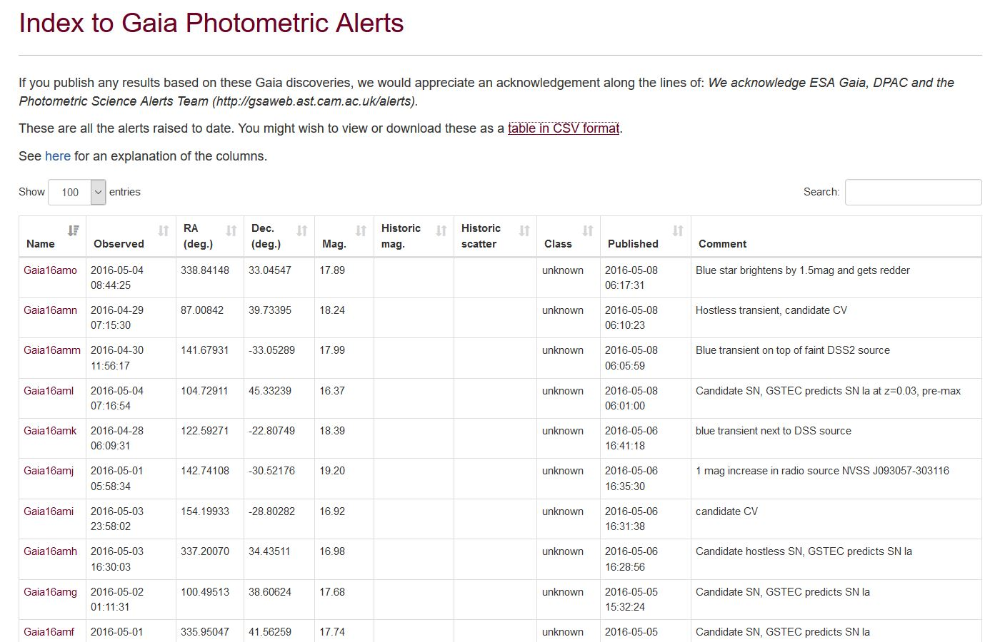 Index to Gaia Photometric Alerts
If you publish any results based on these Gaia discoveries, we would appreciate an acknowledgement along the lines of: We acknowledge ESA Gaia, DPAC and the
Photometric Science Alerts Team (http://gsaweb.ast.cam.ac.uk/alerts).
These are all the alerts raised to date. You might wish to view or download these as a table in CSV format.
See here for an explanation of the columns.
Show 100 entries Search:
Name Observed RA (deg.) Dec. (deg.) Mag. Historic mag. Historic scatter Class Published Comment
Gaia16amo 2016-05-04 338.84148 33.04547 17.89 unknown 2016-05-08 Blue star brightens by 1.5mag and gets redder
08:44:25 06:17:31
Gaia16amn 2016-04-29 87.00842 39.73395 18.24 unknown 2016-05-08 Hostless transient, candidate CV
07:15:30 06:10:23
Gaia16amm 2016-04-30 141.67931 -33.05289 17.99 unknown 2016-05-08 Blue transient on top of faint DSS2 source
11:56:17 06:05:59
Gaia16aml 2016-05-04 104.72911 45.33239 16.37 unknown 2016-05-08 Candidate SN, GSTEC predicts SN Ia at z=0.03, pre-max
07:16:54 06:01:00
Gaia16amk 2016-04-28 122.59271 -22.80749 18.39 unknown 2016-05-06 blue transient next to DSS source
06:09:31 16:41:18
Gaia16amj 2016-05-01 142.74108 -30.52176 19.20 unknown 2016-05-06 1 mag increase in radio source NVSS J093057-303116
05:58:34 16:35:30
Gaia16ami 2016-05-03 154.19933 -28.80282 16.92 unknown 2016-05-06 candidate CV
23:58:02 16:31:38
Gaia16amh 2016-05-03 337.20070 34.43511 16.98 unknown 2016-05-06 Candidate hostless SN, GSTEC predicts SN Ia
16:30:03 16:28:56
Gaia16amg 2016-05-02 100.49513 38.60624 17.68 unknown 2016-05-05 Candidate SN, GSTEC predicts SN Ia
01:11:31 15:32:24
Gaia16amf 2016-05-01 335.95047 41.56259 17.74 unknown 2016-05-05 Candidate SN, GSTEC predicts SN Ia